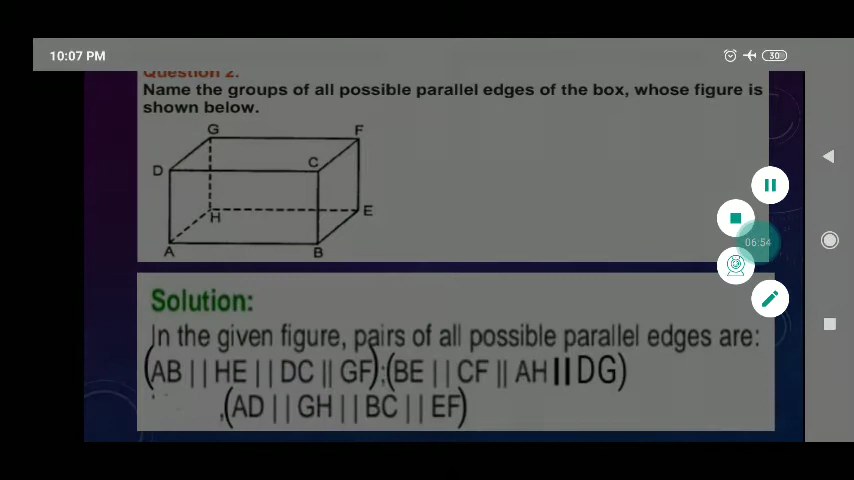 10:07 PM
30
Question 2.
Name the groups of all possible parallel edges of the box, whose figure is
shown below.
G
F
D
C
H
E
A
B
06:54
Solution:
In the given figure, pairs of all possible parallel edges are:
(AB || HE || DC || GF);(BE || CF || AH || DG)
,(AD || GH || BC || EF)